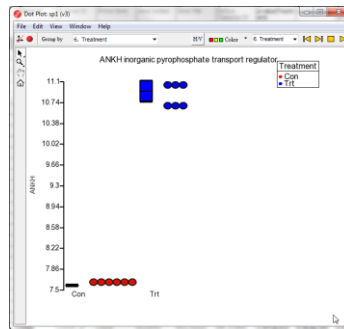 Dot Plot: sp1 (v3)
File Edit View Window Help
Group by 6. Treatment H/V Color 6. Treatment
ANKH inorganic pyrophosphate transport regulator
Treatment
Con
Trt
11.1
10.74
10.38
10.02
9.66
9.3
8.94
8.58
8.22
7.86
7.5
ANKH
Con Trt